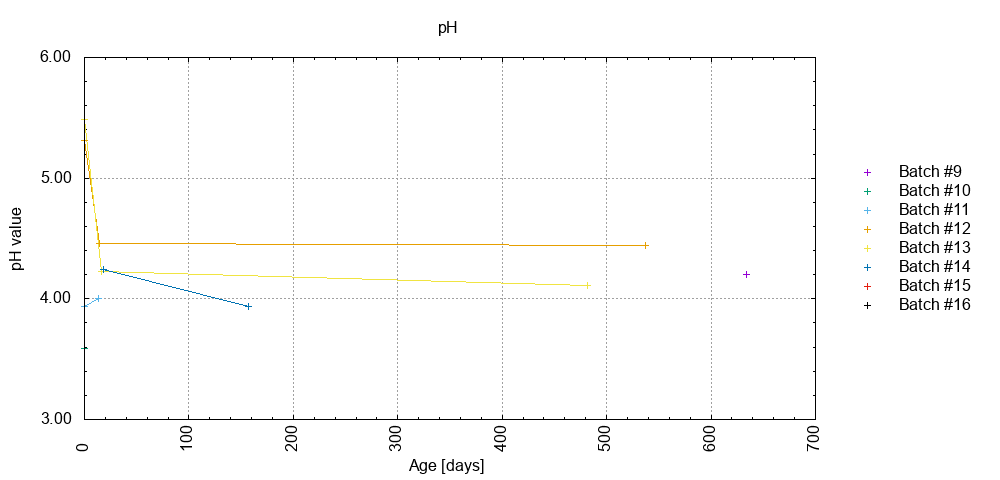 pH
6.00
5.00
4.00
3.00
pH value
0
100
200
300
400
500
600
700
Age [days]
Batch #9
Batch #10
Batch #11
Batch #12
Batch #13
Batch #14
Batch #15
Batch #16